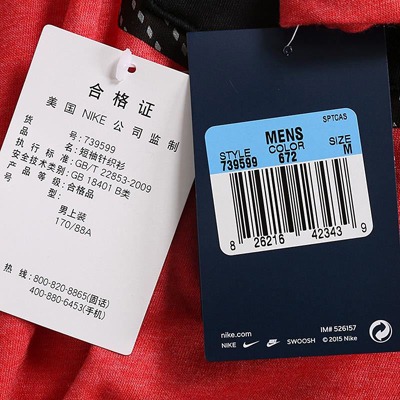 合格证
美国 NIKE 公司监制
货号: 739599
品名: 短袖针织衫
执行标准: GB/T 22853-2009
安全技术类别: GB 18401 B类
产品等级: 合格品
型:
男上装
170/88A
热线: 800-820-8865(固话)
400-880-6453(手机)
SPTCAS
MENS
STYLE COLOR SIZE
739599 672 M
8 26216 42343 9
nike.com IM# 526157
NIKE SWOOSH © 2015 Nike